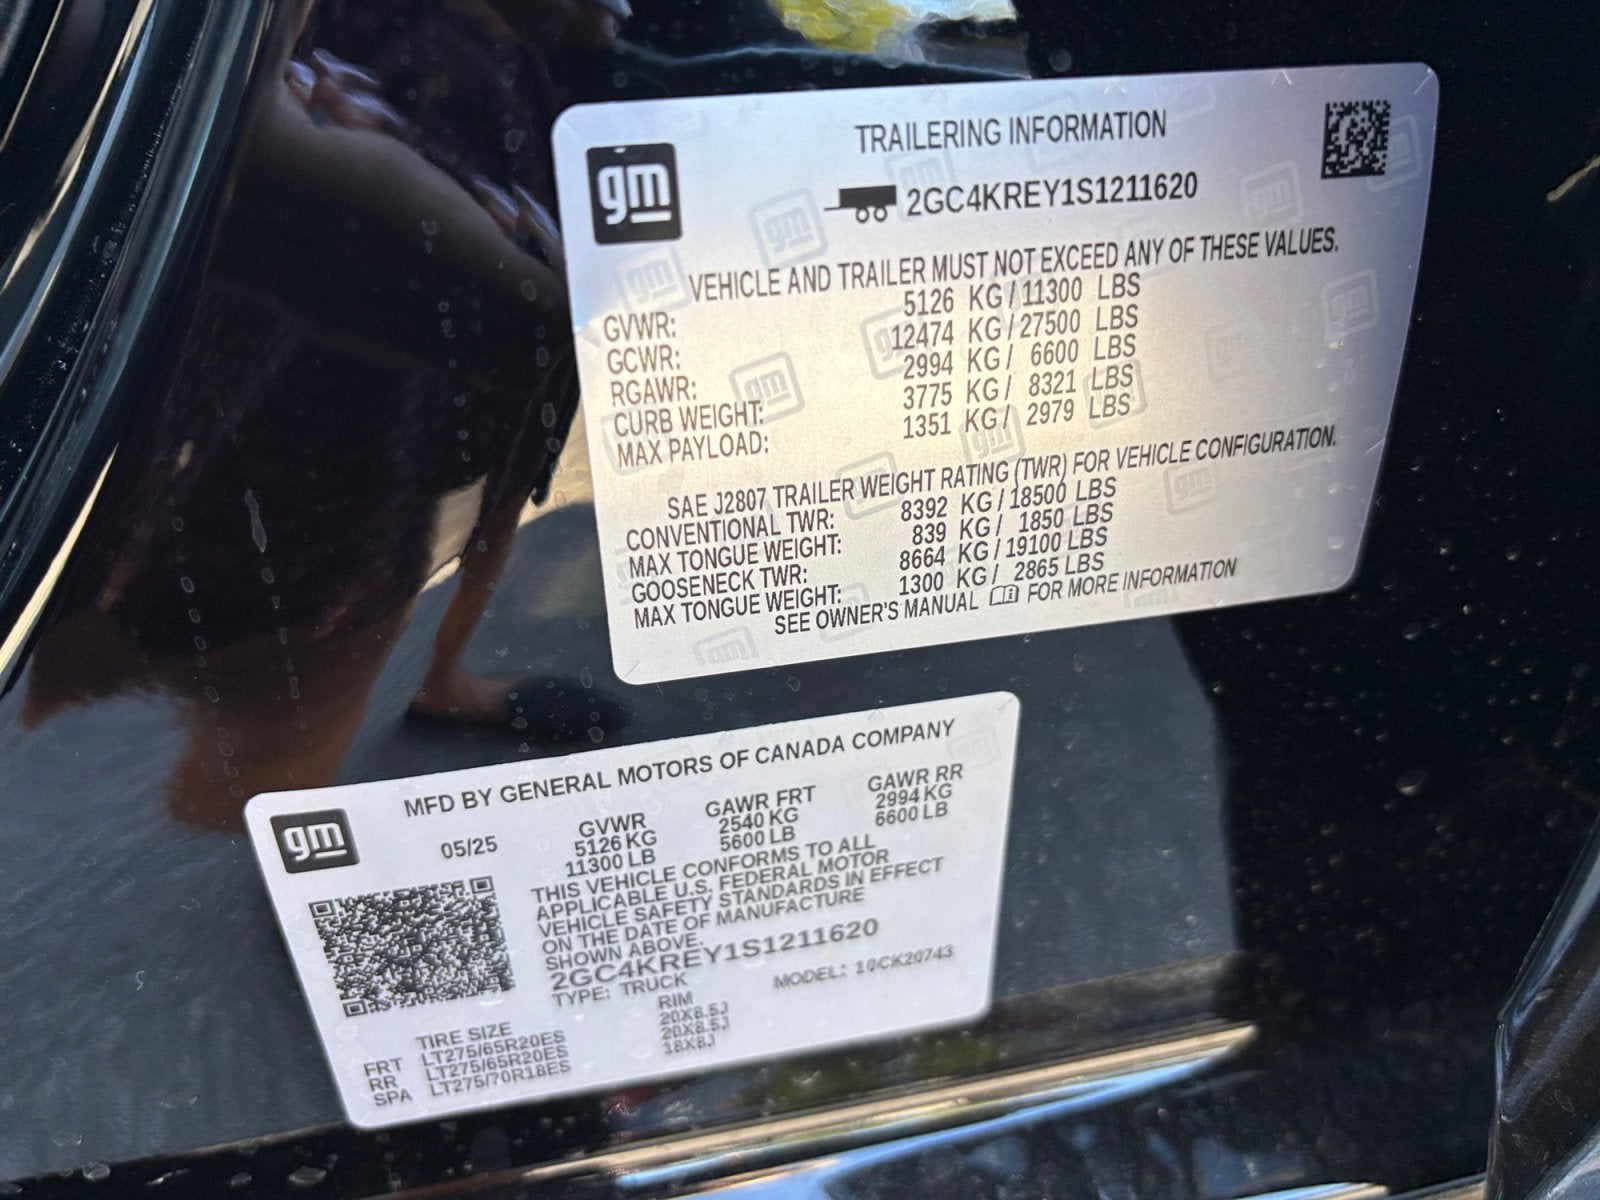 gm
TRAILERING INFORMATION
2GC4KREY1S1211620
VEHICLE AND TRAILER MUST NOT EXCEED ANY OF THESE VALUES.
GVWR: 5126 KG/11300 LBS
GCWR: 12474 KG/27500 LBS
RGAWR: 2994 KG/ 6600 LBS
CURB WEIGHT: 3775 KG/ 8321 LBS
MAX PAYLOAD: 1351 KG/ 2979 LBS
SAE J2807 TRAILER WEIGHT RATING (TWR) FOR VEHICLE CONFIGURATION.
CONVENTIONAL TWR: 8392 KG/18500 LBS
MAX TONGUE WEIGHT: 839 KG/ 1850 LBS
GOOSENECK TWR: 8664 KG/19100 LBS
MAX TONGUE WEIGHT: 1300 KG/ 2865 LBS
SEE OWNER'S MANUAL FOR MORE INFORMATION
gm
MFD BY GENERAL MOTORS OF CANADA COMPANY
05/25
GVWR GAWR FRT GAWR RR
5126 KG 2540 KG 2994 KG
11300 LB 5600 LB 6600 LB
THIS VEHICLE CONFORMS TO ALL
APPLICABLE U.S. FEDERAL MOTOR
VEHICLE SAFETY STANDARDS IN EFFECT
ON THE DATE OF MANUFACTURE
SHOWN ABOVE.
2GC4KREY1S1211620
TYPE: TRUCK MODEL: 10CK20743
TIRE SIZE RIM
FRT LT275/65R20ES 20X8.5J
RR LT275/65R20ES 20X8.5J
SPA LT275/70R18ES 18X8J